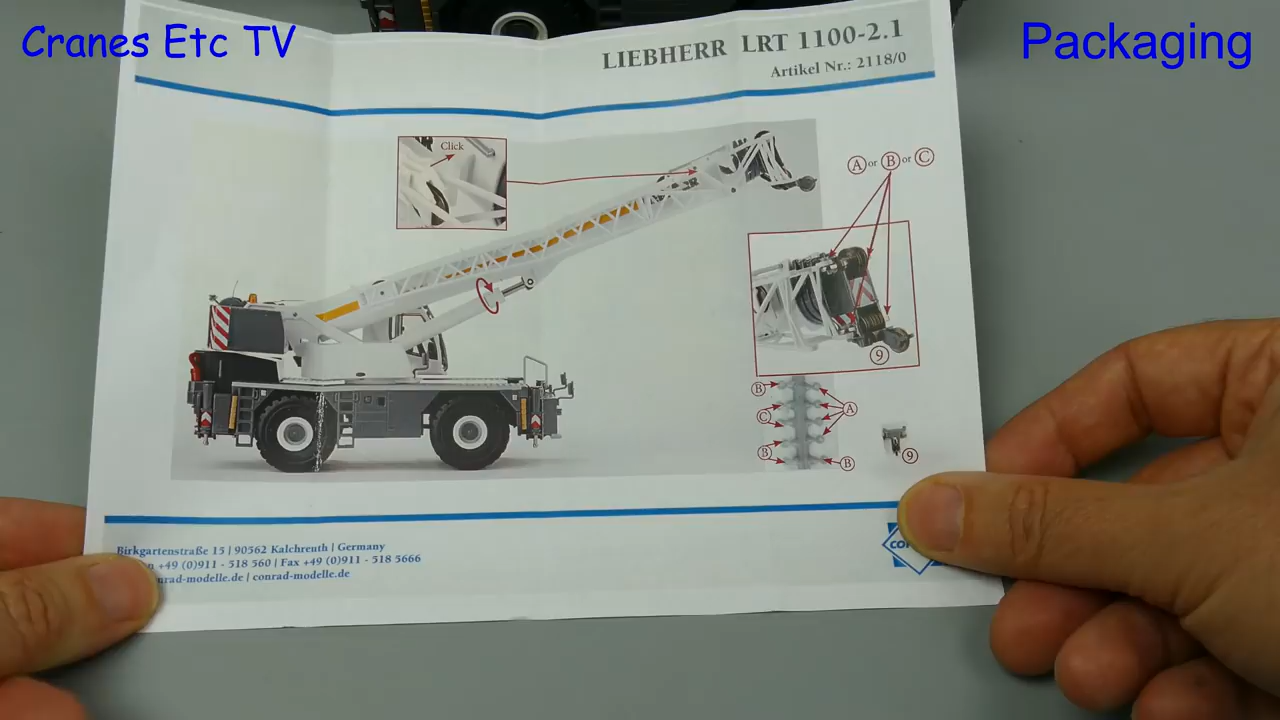 Cranes Etc TV
Packaging
LIEBHERR LRT 1100-2.1
Artikel Nr.: 2118/0
Click
A or B or C
9
B
A
C
B
B
9
Birkgartenstraße 15 | 90562 Kalchreuth | Germany
+49 (0)911 - 518 560 | Fax +49 (0)911 - 518 5666
nrad-modelle.de | conrad-modelle.de